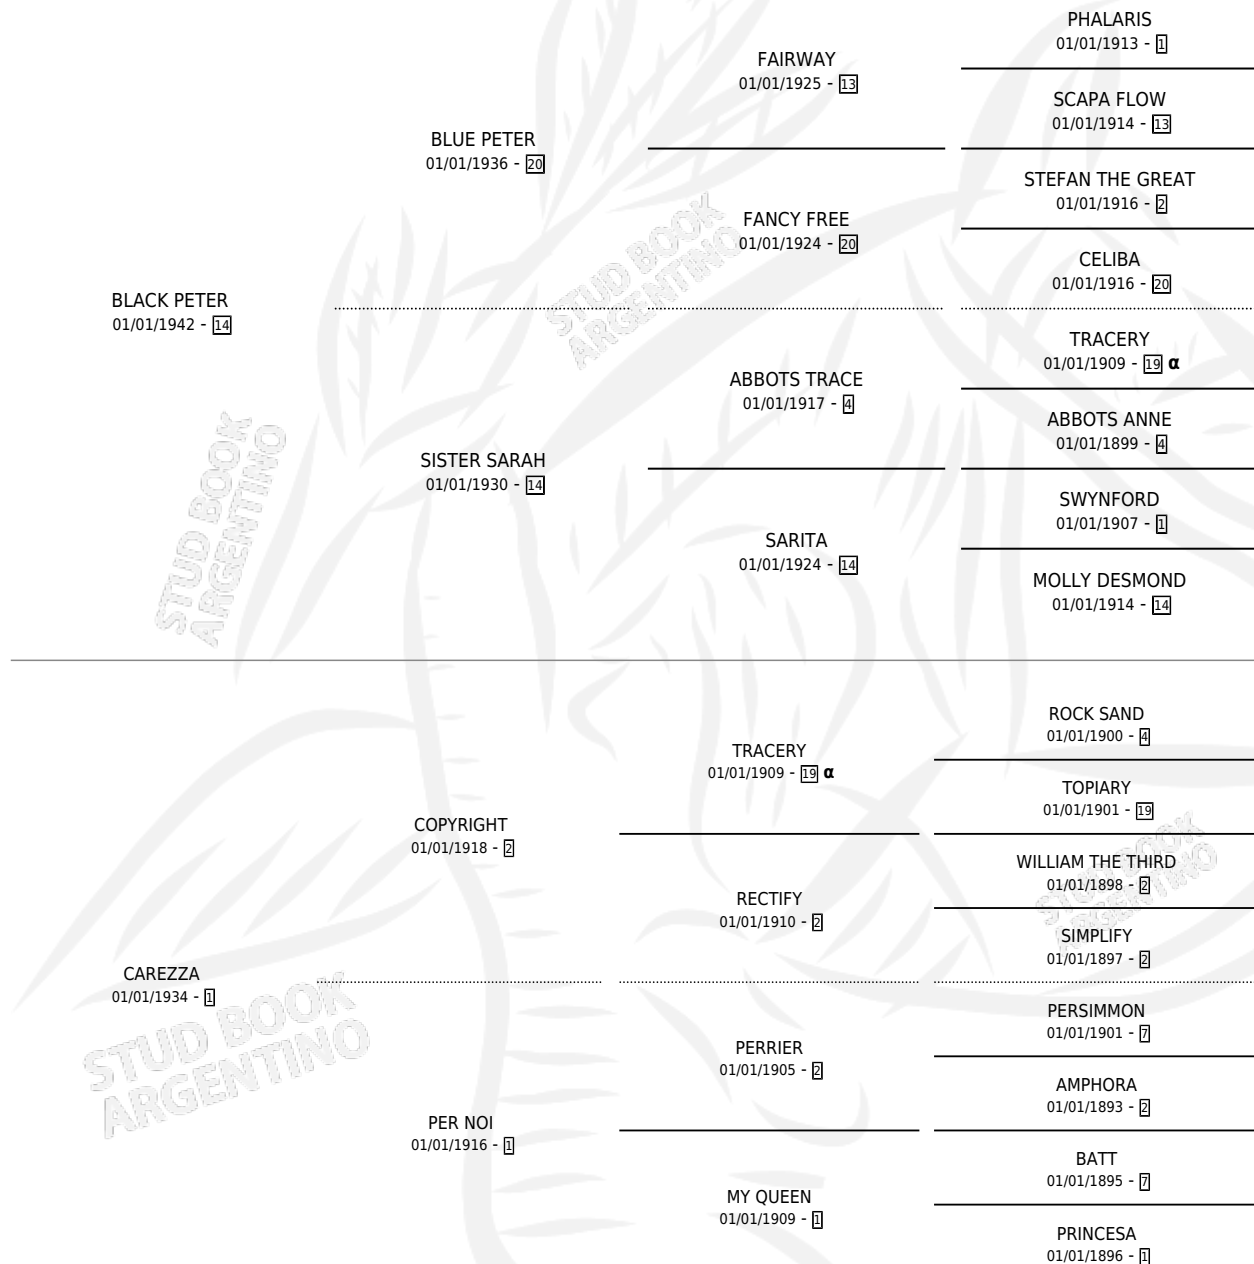 PHALARIS
01/01/1913 - 1
FAIRWAY
01/01/1925 - 13
SCAPA FLOW
01/01/1914 - 13
BLUE PETER
01/01/1936 - 20
STEFAN THE GREAT
01/01/1916 - 2
FANCY FREE
01/01/1924 - 20
CELIBA
01/01/1916 - 20
BLACK PETER
01/01/1942 - 14
TRACERY
01/01/1909 - 19 α
ABBOTS TRACE
01/01/1917 - 4
ABBOTS ANNE
01/01/1899 - 4
SISTER SARAH
01/01/1930 - 14
SWYNFORD
01/01/1907 - 1
SARITA
01/01/1924 - 14
MOLLY DESMOND
01/01/1914 - 14
ROCK SAND
01/01/1900 - 4
TRACERY
01/01/1909 - 19 α
TOPIARY
01/01/1901 - 19
COPYRIGHT
01/01/1918 - 2
WILLIAM THE THIRD
01/01/1898 - 2
RECTIFY
01/01/1910 - 2
SIMPLIFY
01/01/1897 - 2
CAREZZA
01/01/1934 - 1
PERSIMMON
01/01/1901 - 7
PERRIER
01/01/1905 - 2
AMPHORA
01/01/1893 - 2
PER NOI
01/01/1916 - 1
BATT
01/01/1895 - 7
MY QUEEN
01/01/1909 - 1
PRINCESA
01/01/1896 - 1
STUD BOOK
ARGENTINO
STUD BOOK
ARGENTINO
STUD BOOK
ARGENTINO
STUD BOOK
ARGENTINO